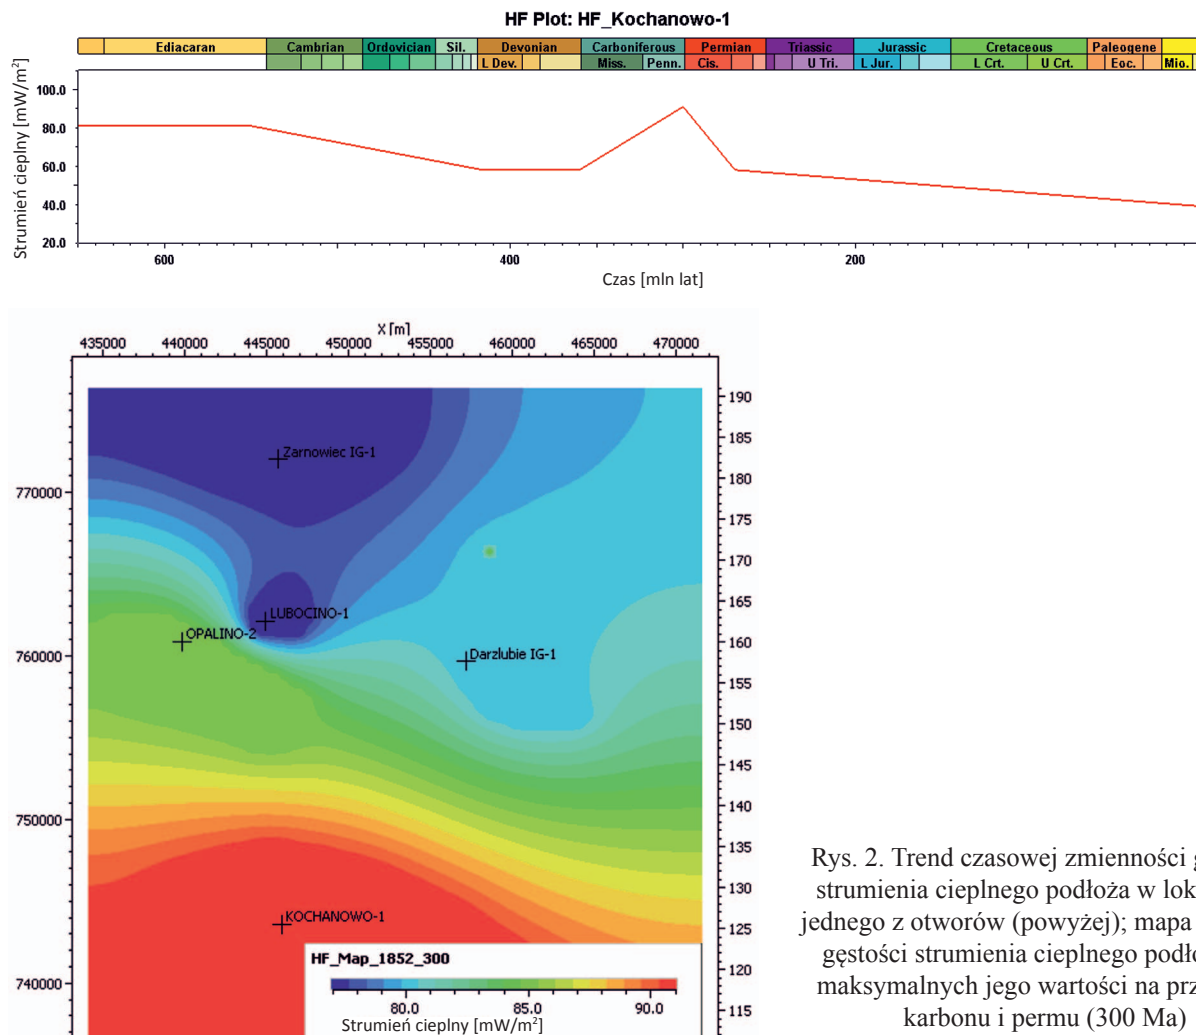 HF Plot: HF_Kochanowo-1
Ediacaran Cambrian Ordovician Sil. Devonian Carboniferous Permian Triassic Jurassic Cretaceous Paleogene
L Dev. Miss. Penn. Cis. U Tri. L Jur. L Crt. U Crt. Eoc. Mio.
Strumień cieplny [mW/m²]
100.0
80.0
60.0
40.0
20.0
600 400 200
Czas [mln lat]
X [m]
435000 440000 445000 450000 455000 460000 465000 470000
770000
760000
750000
740000
190
185
180
175
170
165
160
155
150
145
140
135
130
125
120
115
Zarnowiec IG-1
LUBOCINO-1
OPALINO-2
Darzlubie IG-1
KOCHANOWO-1
HF_Map_1852_300
80.0 85.0 90.0
Strumień cieplny [mW/m²]
Rys. 2. Trend czasowej zmienności
strumienia cieplnego podłoża w
jednego z otworów (powyżej); mapa
gęstości strumienia cieplnego
maksymalnych jego wartości na
karbonu i permu (300 Ma)